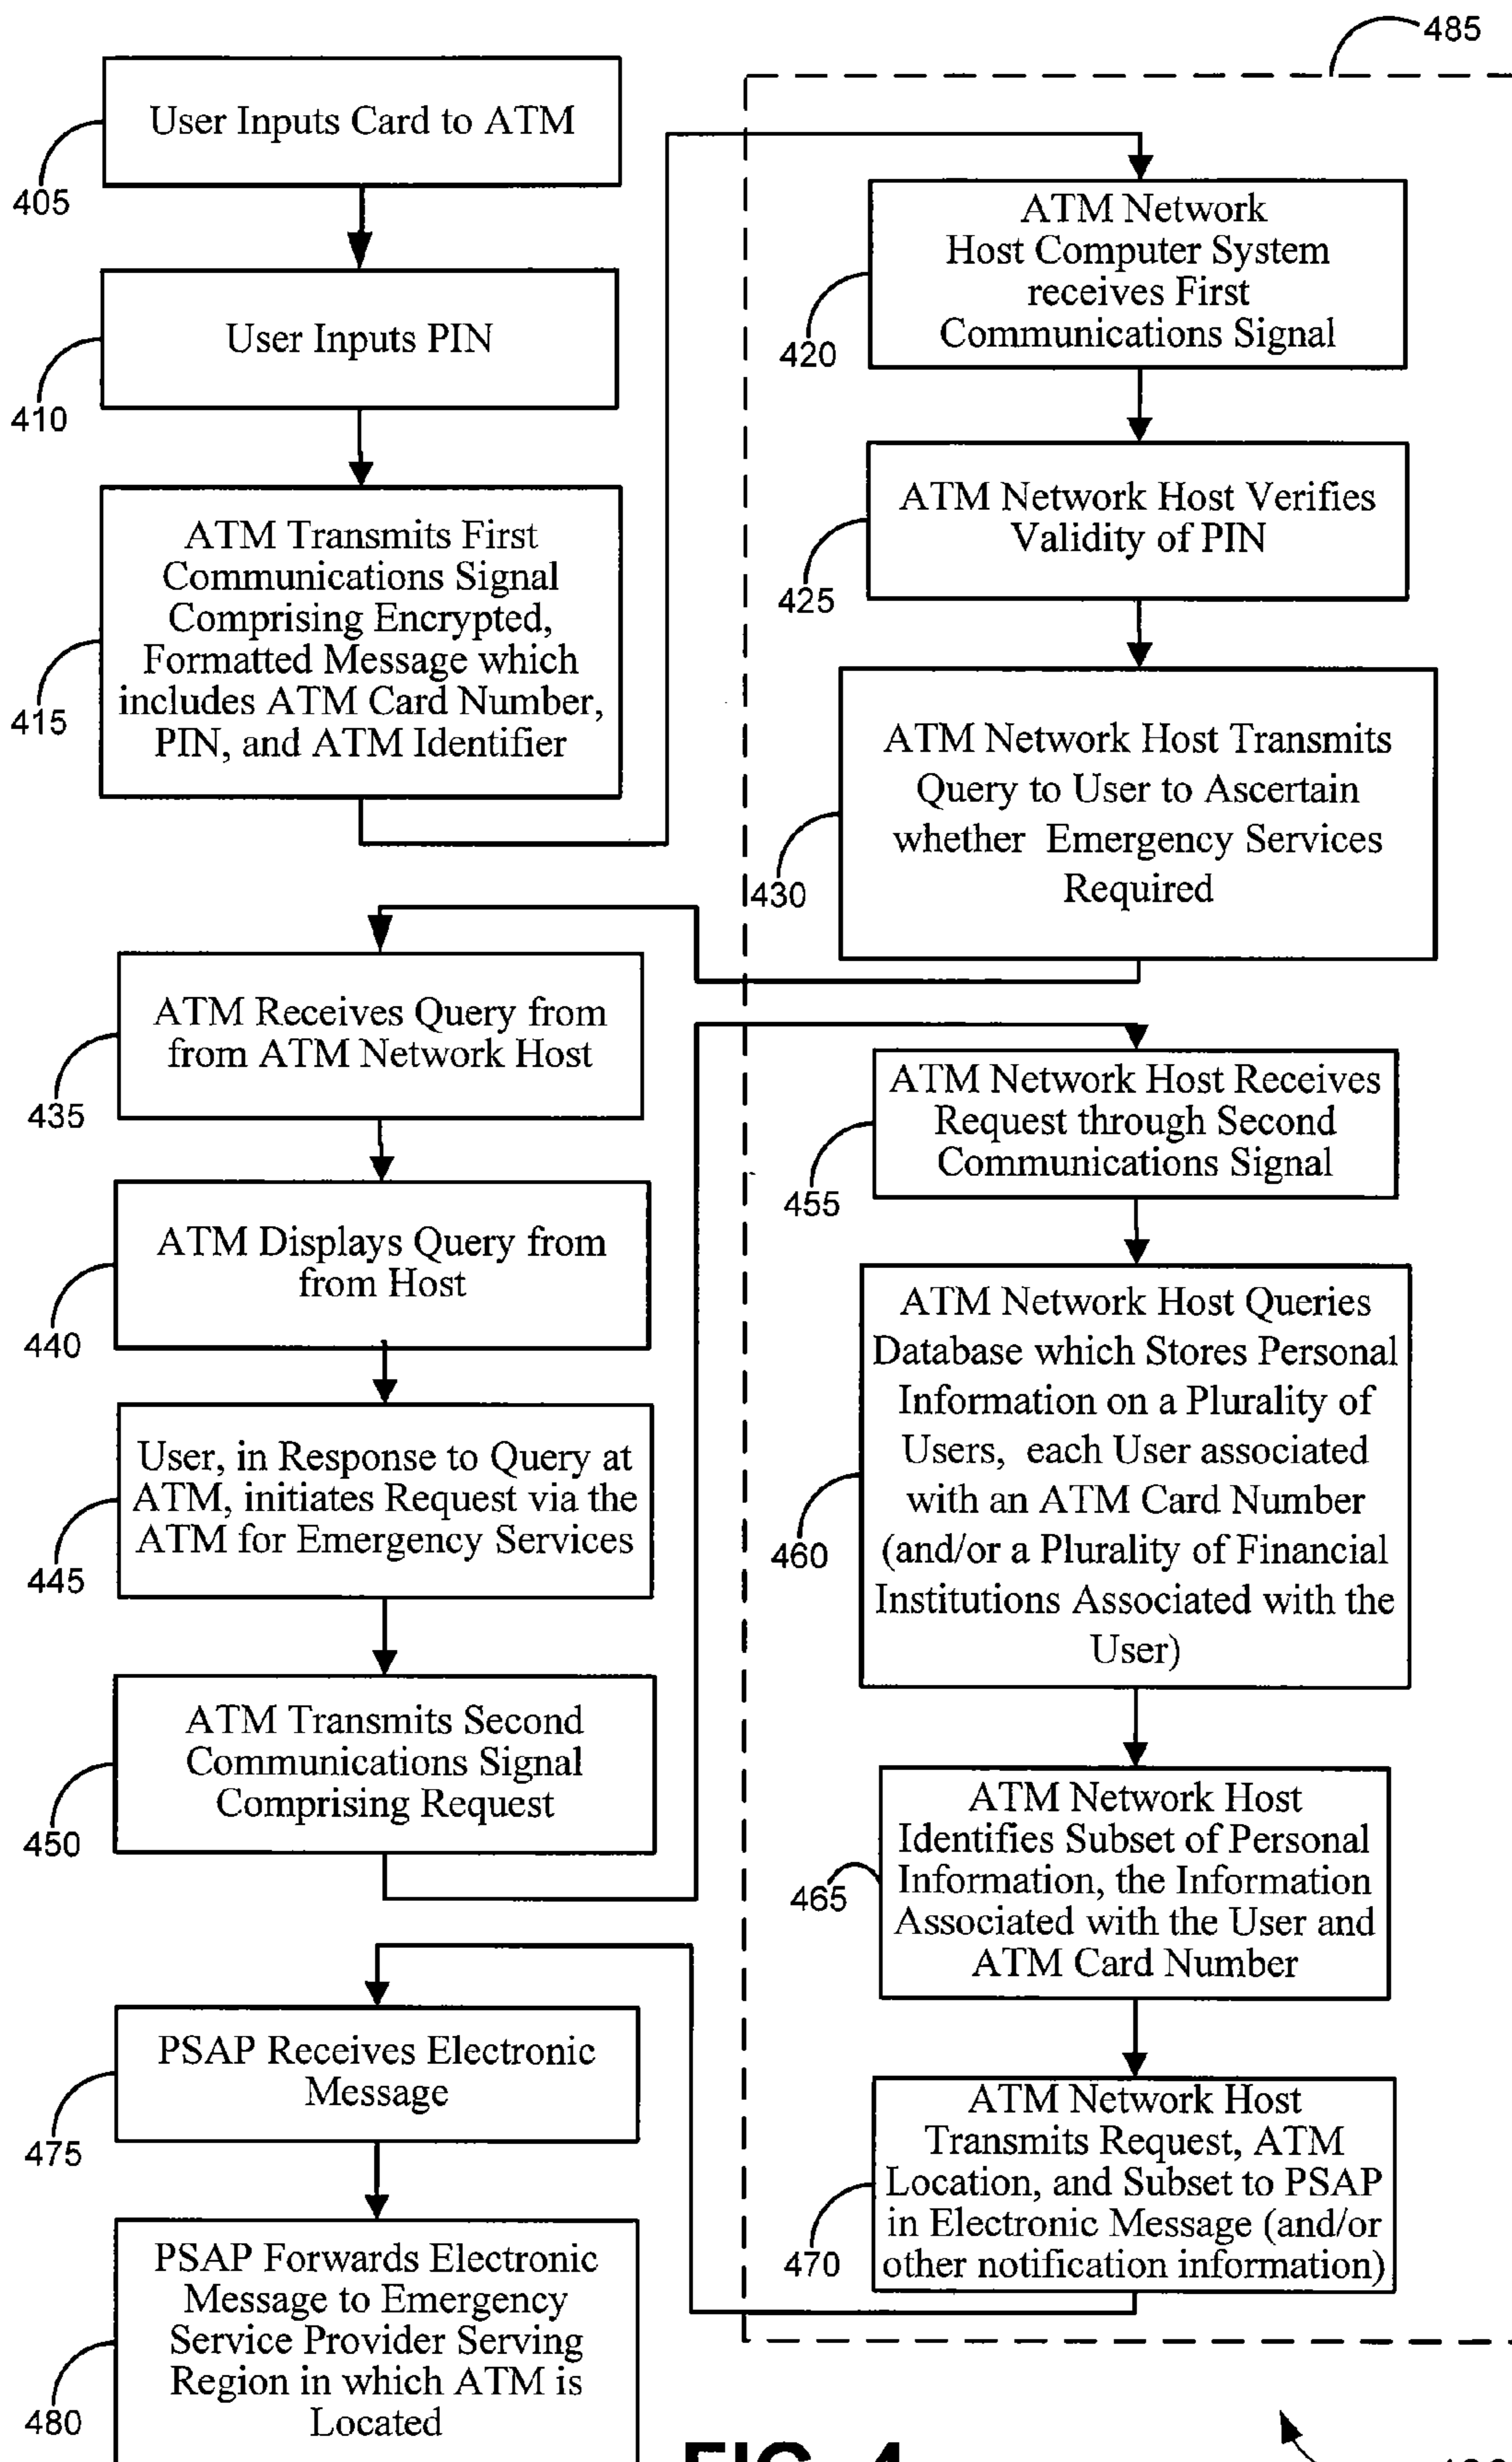 485
User Inputs Card to ATM
405
User Inputs PIN
410
ATM Transmits First
Communications Signal
Comprising Encrypted,
Formatted Message which
includes ATM Card Number,
PIN, and ATM Identifier
415
ATM Network
Host Computer System
receives First
Communications Signal
420
ATM Network Host Verifies
Validity of PIN
425
ATM Network Host Transmits
Query to User to Ascertain
whether Emergency Services
Required
430
ATM Receives Query from
from ATM Network Host
435
ATM Displays Query from
from Host
440
User, in Response to Query at
ATM, initiates Request via the
ATM for Emergency Services
445
ATM Transmits Second
Communications Signal
Comprising Request
450
ATM Network Host Receives
Request through Second
Communications Signal
455
ATM Network Host Queries
Database which Stores Personal
Information on a Plurality of
Users, each User associated
with an ATM Card Number
(and/or a Plurality of Financial
Institutions Associated with the
User)
460
ATM Network Host
Identifies Subset of Personal
Information, the Information
Associated with the User and
ATM Card Number
465
ATM Network Host
Transmits Request, ATM
Location, and Subset to PSAP
in Electronic Message (and/or
other notification information)
470
PSAP Receives Electronic
Message
475
PSAP Forwards Electronic
Message to Emergency
Service Provider Serving
Region in which ATM is
Located
480
FIG. 4